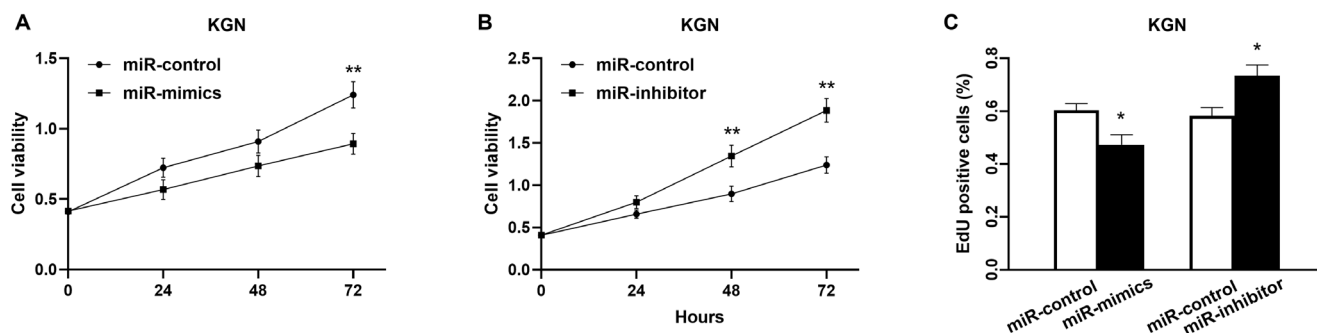 A
KGN
miR-control
miR-mimics
**
Cell viability
1.5
1.0
0.5
0.0
0
24
48
72
B
KGN
miR-control
miR-inhibitor
**
**
Cell viability
2.5
2.0
1.5
1.0
0.5
0.0
0
24
48
72
Hours
C
KGN
*
*
EdU positive cells (%)
0.8
0.6
0.4
0.2
0.0
miR-control
miR-mimics
miR-control
miR-inhibitor